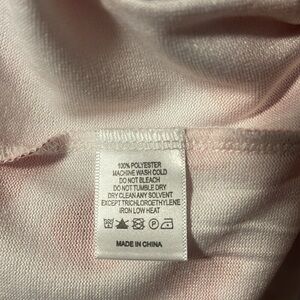 100% POLYESTER
MACHINE WASH COLD
DO NOT BLEACH
DO NOT TUMBLE DRY
DRY CLEAN ANY SOLVENT
EXCEPT TRICHLOROETHYLENE
IRON LOW HEAT
MADE IN CHINA